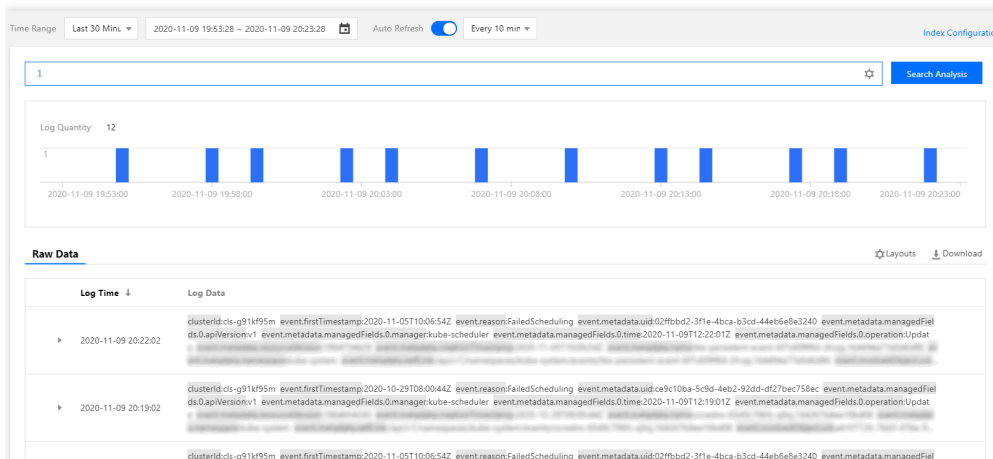 Time Range Last 30 Minu 2020-11-09 19:53:28 ~ 2020-11-09 20:23:28 Auto Refresh Every 10 min
Index Configuratio
1 Search Analysis
Log Quantity 12
1
2020-11-09 19:53:00 2020-11-09 19:58:00 2020-11-09 20:03:00 2020-11-09 20:08:00 2020-11-09 20:13:00 2020-11-09 20:18:00 2020-11-09 20:23:00
Raw Data Layouts Download
Log Time ↓ Log Data
clusterId:cls-g91kf95m event.firstTimestamp:2020-11-05T10:06:54Z event.reason:FailedScheduling event.metadata.uid:02ffbbd2-3f1e-4bca-b3cd-44eb6e8e3240 event.metadata.managedFiel
2020-11-09 20:22:02 ds.0.apiVersion:v1 event.metadata.managedFields.0.manager:kube-scheduler event.metadata.managedFields.0.time:2020-11-09T12:22:01Z event.metadata.managedFields.0.operation:Updat
clusterId:cls-g91kf95m event.firstTimestamp:2020-10-29T08:00:44Z event.reason:FailedScheduling event.metadata.uid:ce9c10ba-5c9d-4eb2-92dd-df27bec758ec event.metadata.managedFiel
2020-11-09 20:19:02 ds.0.apiVersion:v1 event.metadata.managedFields.0.manager:kube-scheduler event.metadata.managedFields.0.time:2020-11-09T12:19:01Z event.metadata.managedFields.0.operation:Updat
clusterId:cls-g91kf95m event.firstTimestamp:2020-11-05T10:06:54Z event.reason:FailedScheduling event.metadata.uid:02ffbbd2-3f1e-4bca-b3cd-44eb6e8e3240 event.metadata.managedFiel